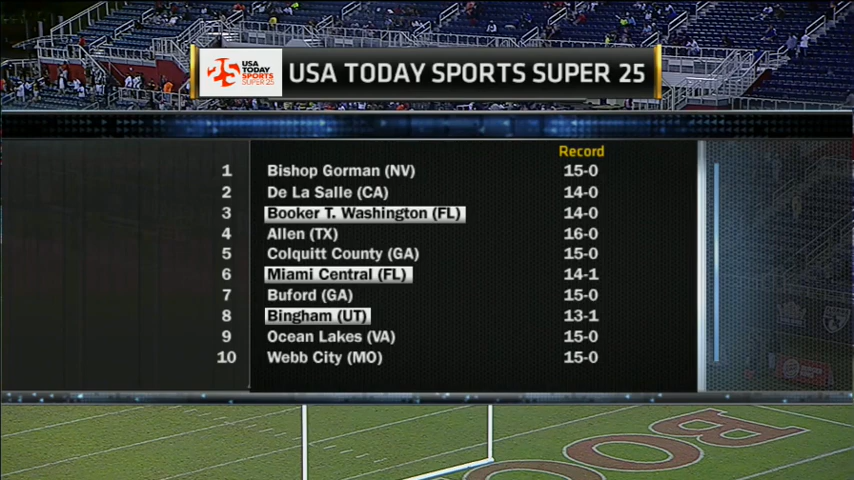 25 USA TODAY SPORTS SUPER 25
USA TODAY SPORTS SUPER 25
Record
1 Bishop Gorman (NV) 15-0
2 De La Salle (CA) 14-0
3 Booker T. Washington (FL) 14-0
4 Allen (TX) 16-0
5 Colquitt County (GA) 15-0
6 Miami Central (FL) 14-1
7 Buford (GA) 15-0
8 Bingham (UT) 13-1
9 Ocean Lakes (VA) 15-0
10 Webb City (MO) 15-0
BOO